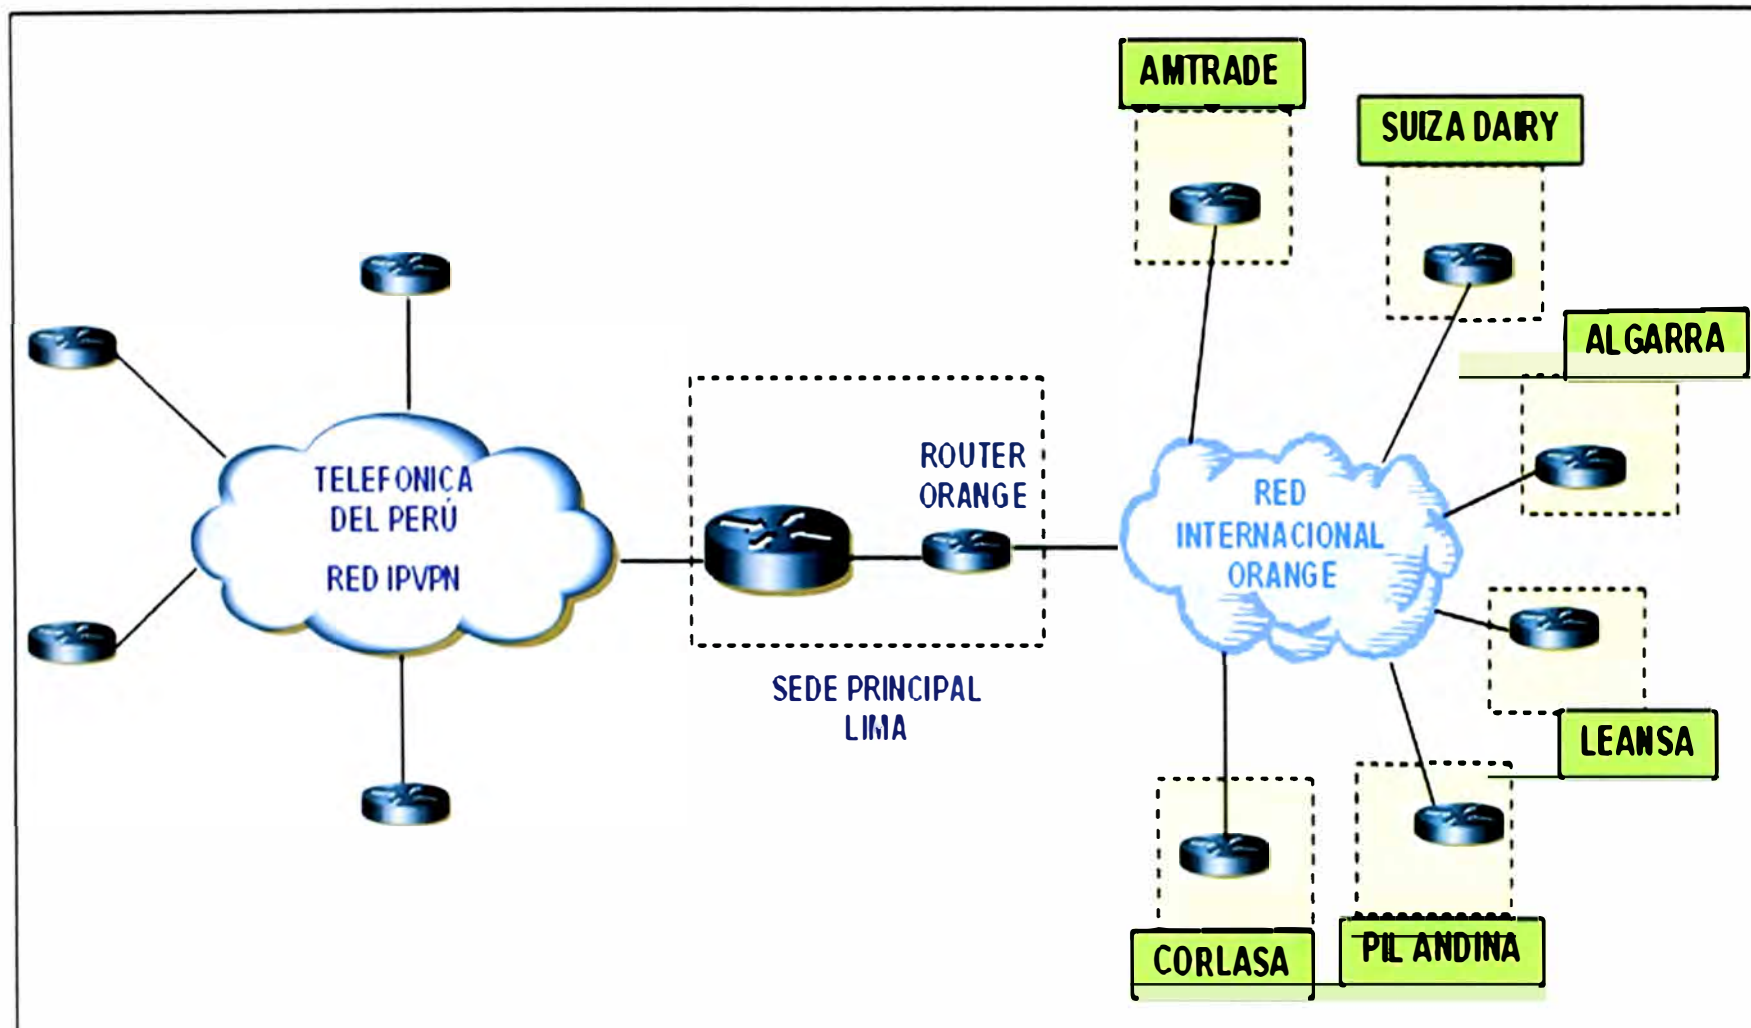 AMTRADE
SUIZA DAIRY
ALGARRA
ROUTER
ORANGE
TELEFONICA
DEL PERÚ
RED IPVPN
RED
INTERNACIONAL
ORANGE
SEDE PRINCIPAL
LIMA
LEANSA
CORLASA
PIL ANDINA